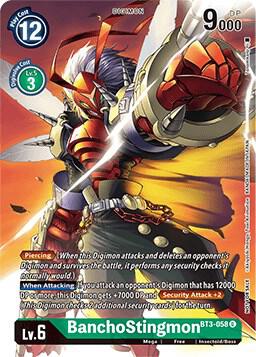 Play Cost
12
DIGIMON
9000
DP
Digivolve Cost
Lv.5
3
Piercing (When this Digimon attacks and deletes an opponent's
Digimon and survives the battle, it performs any security checks it
normally would.)
When Attacking If you attack an opponent's Digimon that has 12000
DP or more, this Digimon gets +7000 DP and Security Attack +2
(This Digimon checks 2 additional security cards) for the turn.
Lv.6
BanchoStingmon
BT3-058 U
Mega | Free | Insectoid/Boss